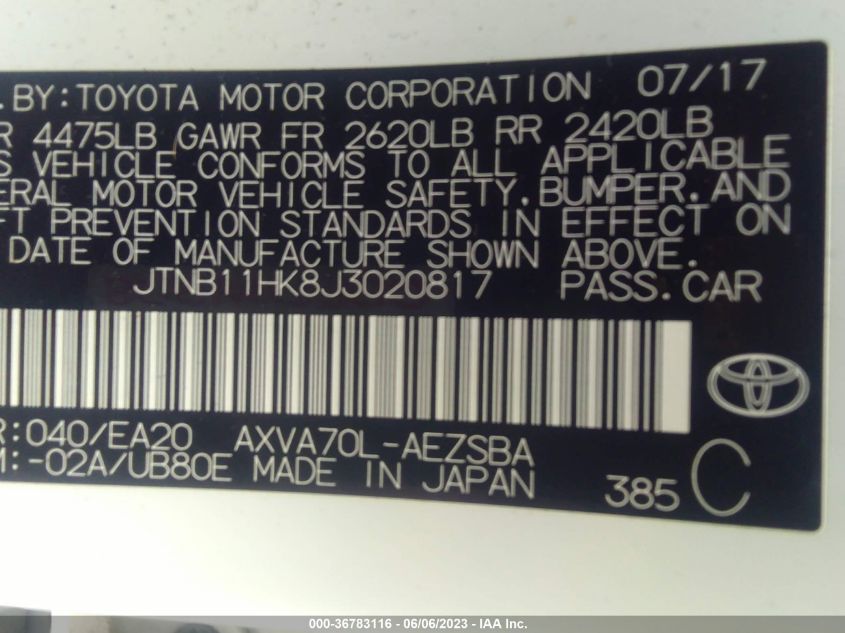 . BY: TOYOTA MOTOR CORPORATION 07/17
R 4475LB GAWR FR 2620LB RR 2420LB
S VEHICLE CONFORMS TO ALL APPLICABLE
ERAL MOTOR VEHICLE SAFETY, BUMPER, AND
FT PREVENTION STANDARDS IN EFFECT ON
DATE OF MANUFACTURE SHOWN ABOVE.
JTNB11HK8J3020817 PASS. CAR
R: 040/EA20 AXVA70L-AEZSBA
M: -02A/UB80E MADE IN JAPAN 385 C
000-36783116 - 06/06/2023 - IAA Inc.